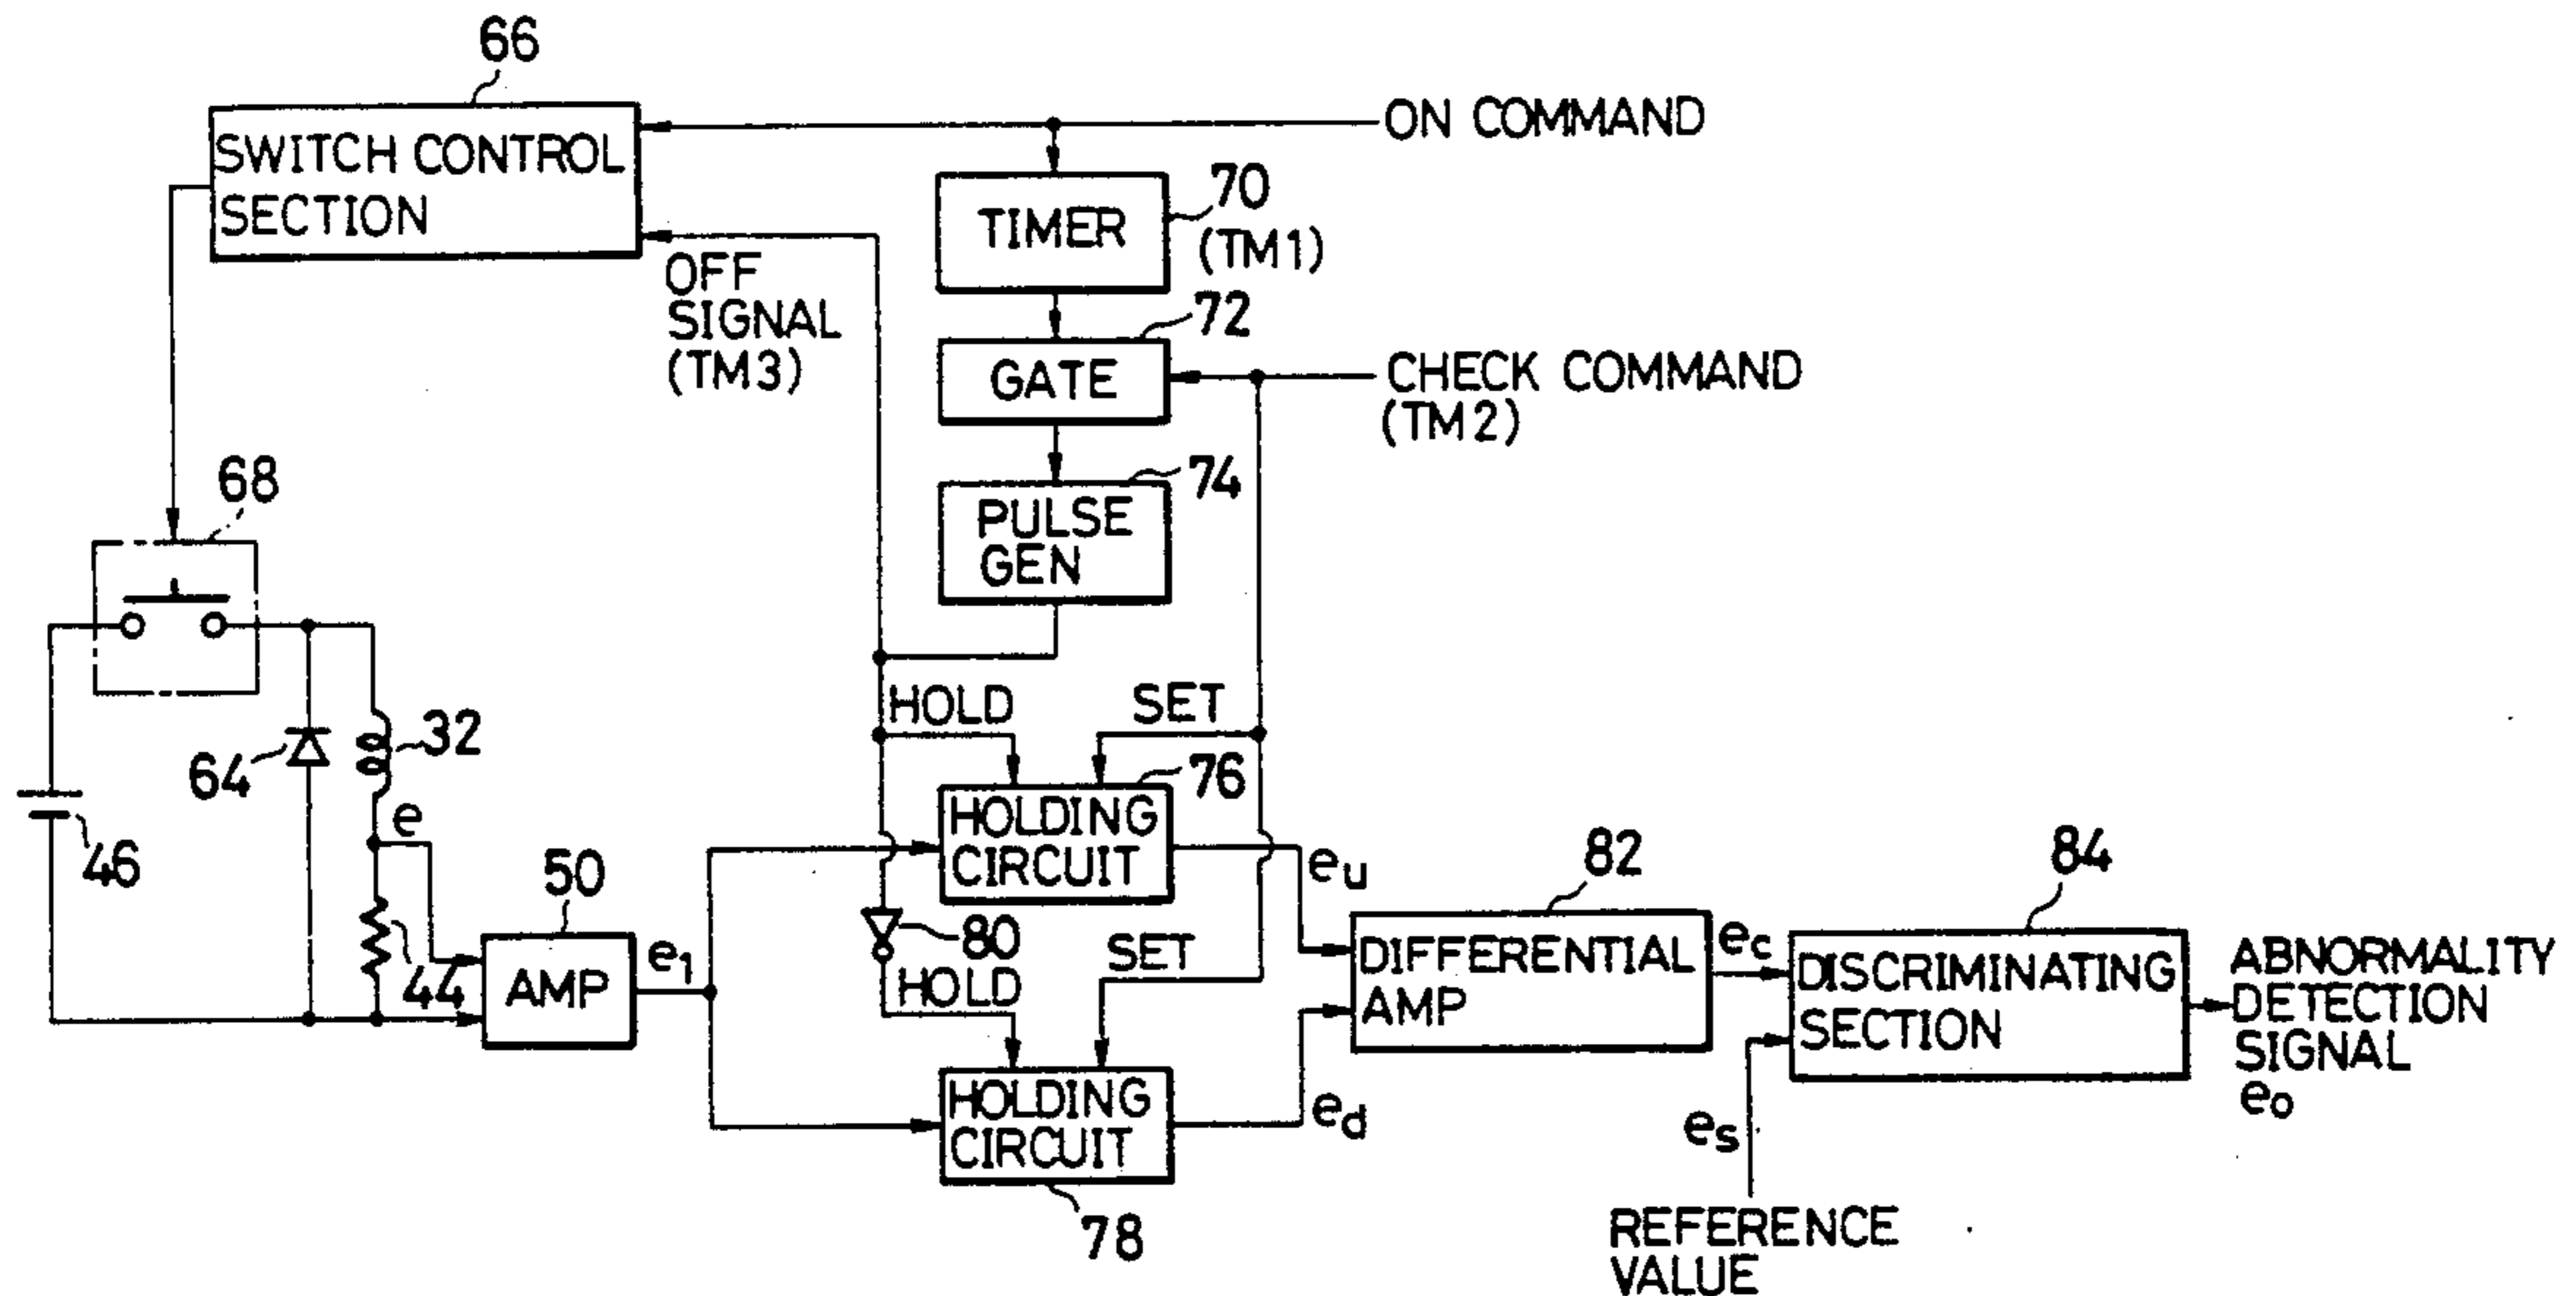 66
SWITCH CONTROL
SECTION
ON COMMAND
TIMER
70
(TM1)
OFF
SIGNAL
(TM3)
72
GATE
CHECK COMMAND
(TM2)
74
PULSE
GEN
68
64
32
46
e
44
50
AMP
e1
HOLD
SET
76
HOLDING
CIRCUIT
eu
80
HOLD
SET
HOLDING
CIRCUIT
78
ed
82
DIFFERENTIAL
AMP
ec
84
DISCRIMINATING
SECTION
es
REFERENCE
VALUE
ABNORMALITY
DETECTION
SIGNAL
eo